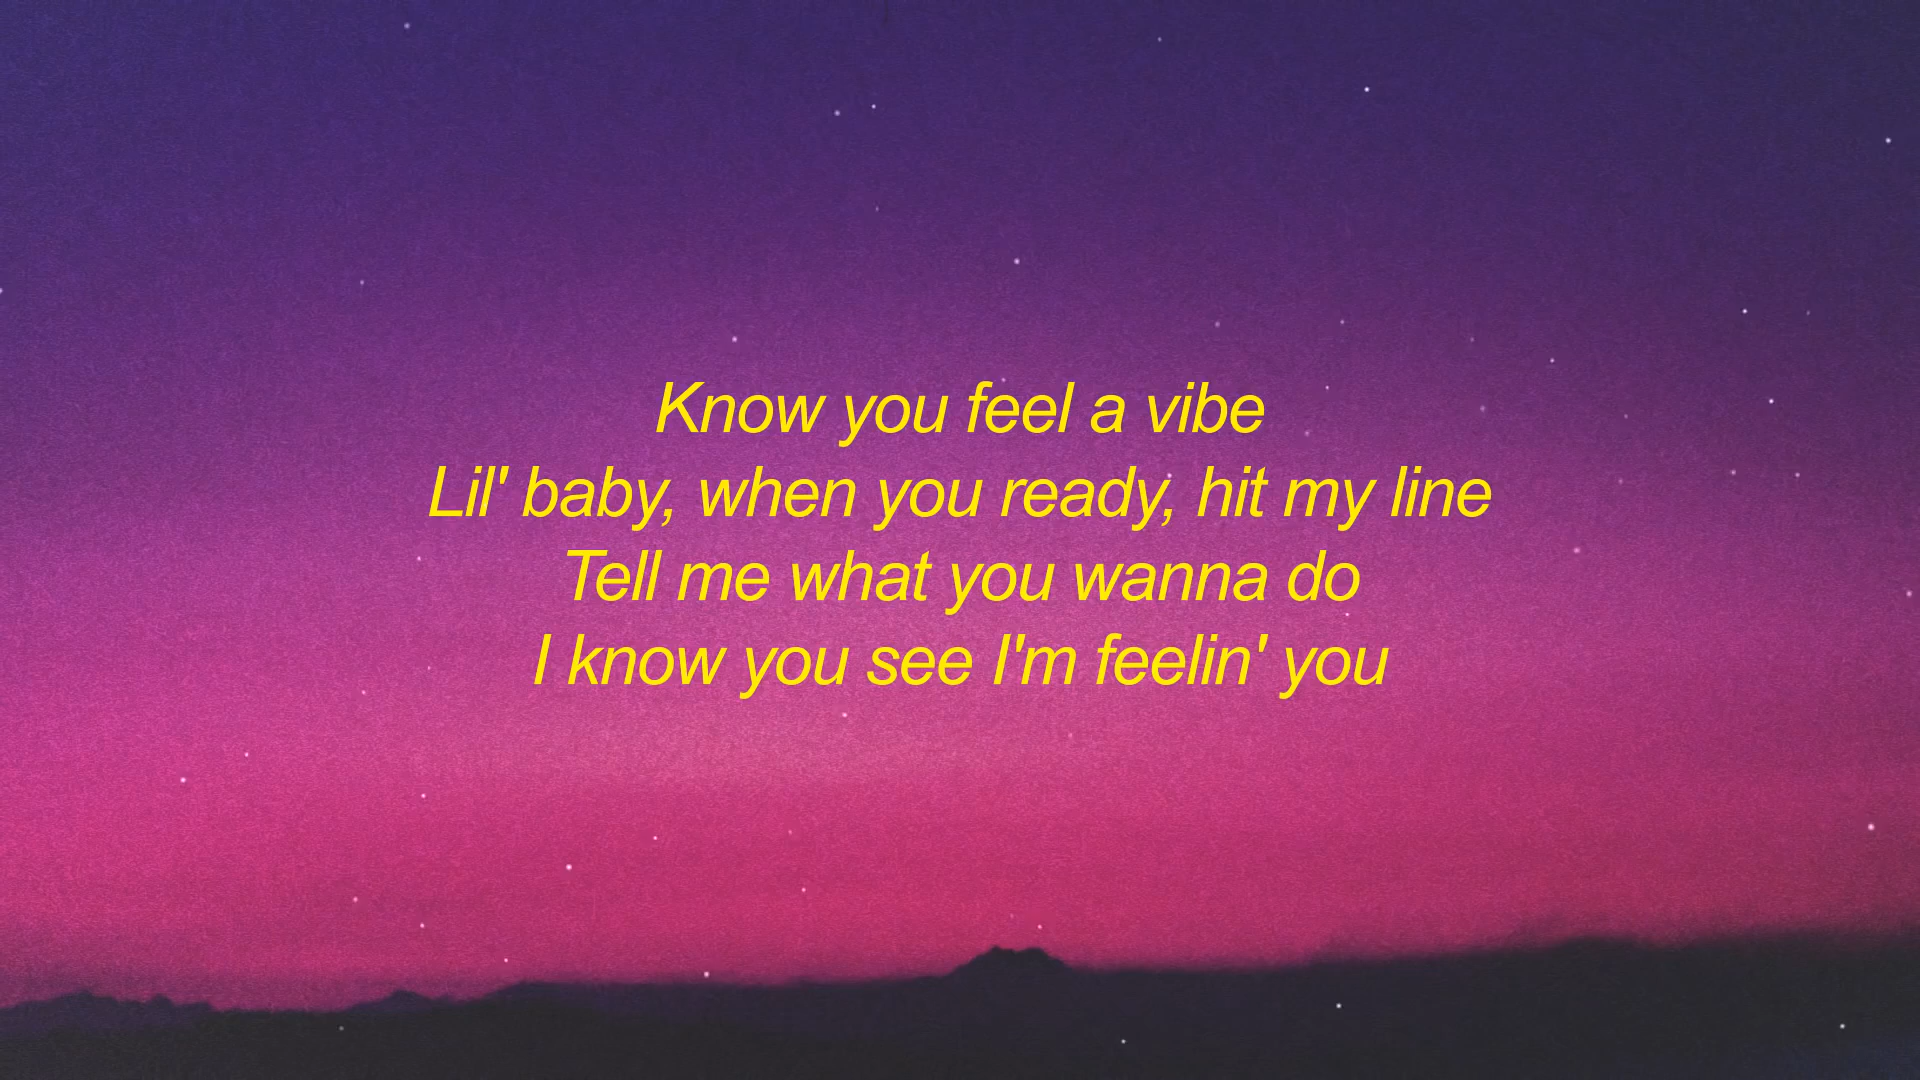 Know you feel a vibe
Lil' baby, when you ready, hit my line
Tell me what you wanna do
I know you see I'm feelin' you